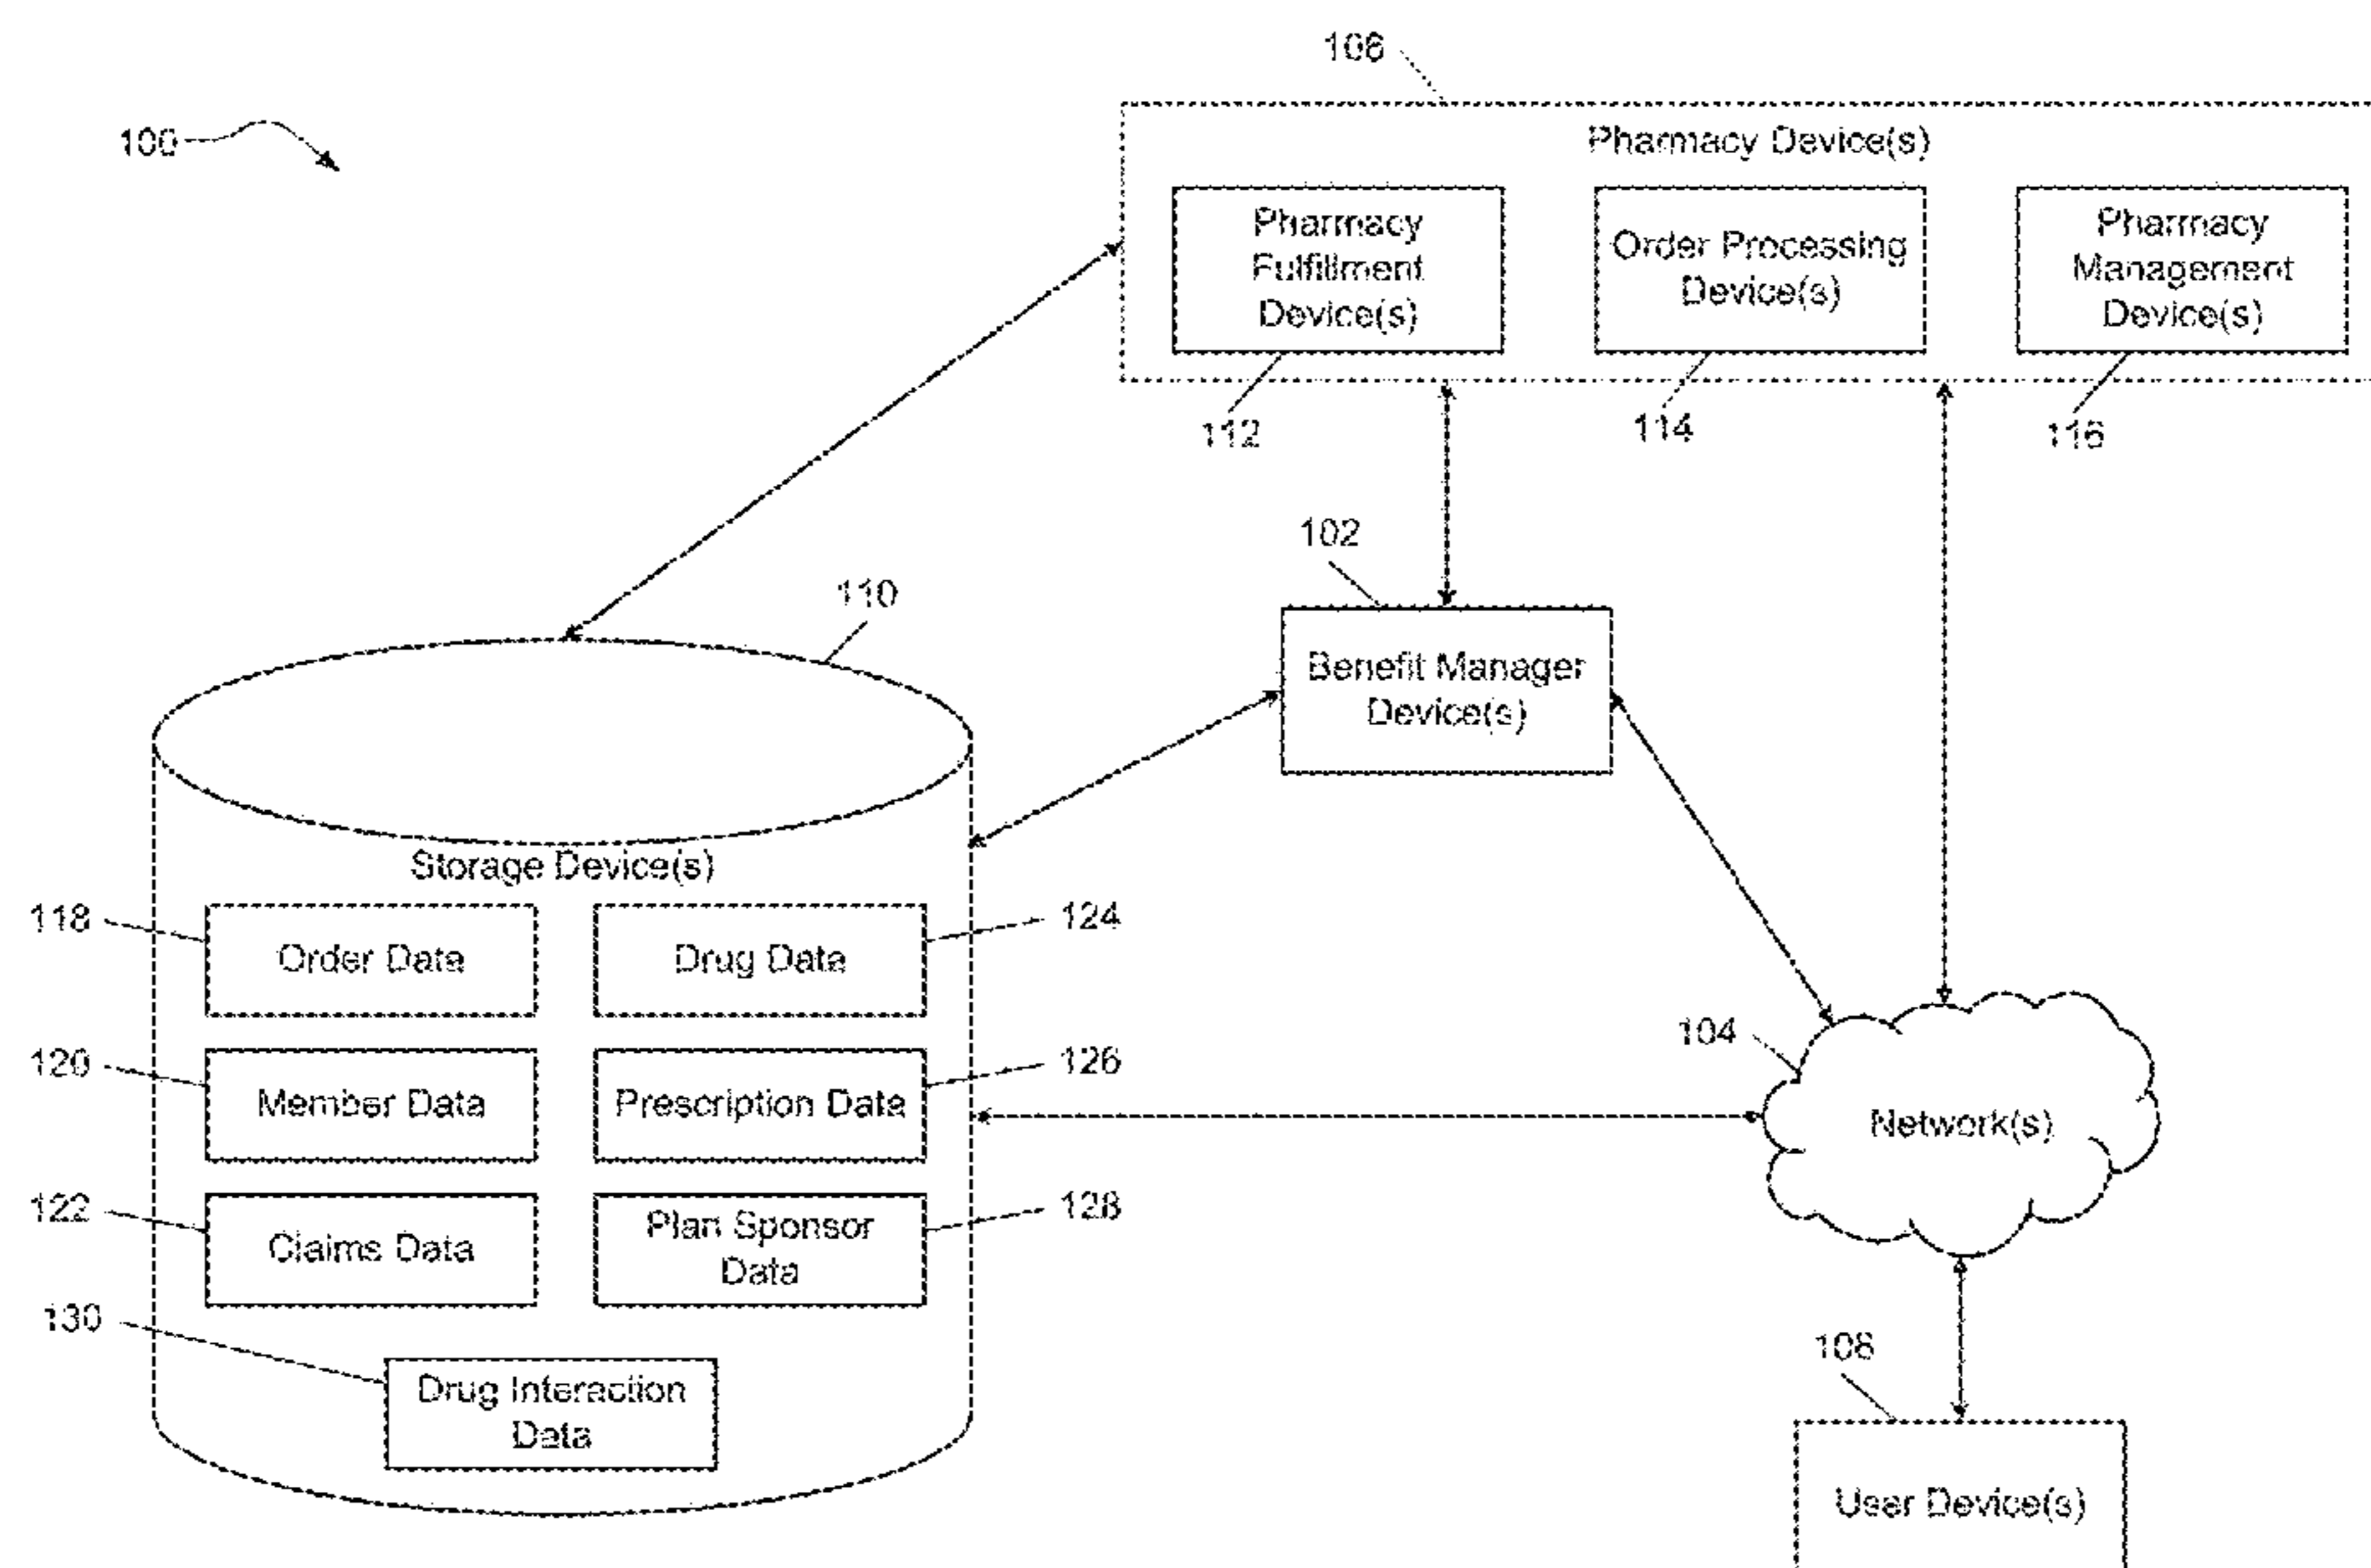 106
100
Pharmacy Device(s)
Pharmacy
Fulfillment
Device(s)
Order Processing
Device(s)
Pharmacy
Management
Device(s)
112
114
116
102
110
Benefit Manager
Device(s)
Storage Device(s)
118
Order Data
Drug Data
124
104
120
Member Data
Prescription Data
126
Network(s)
122
Claims Data
Plan Sponsor
Data
128
130
Drug Interaction
Data
108
User Device(s)